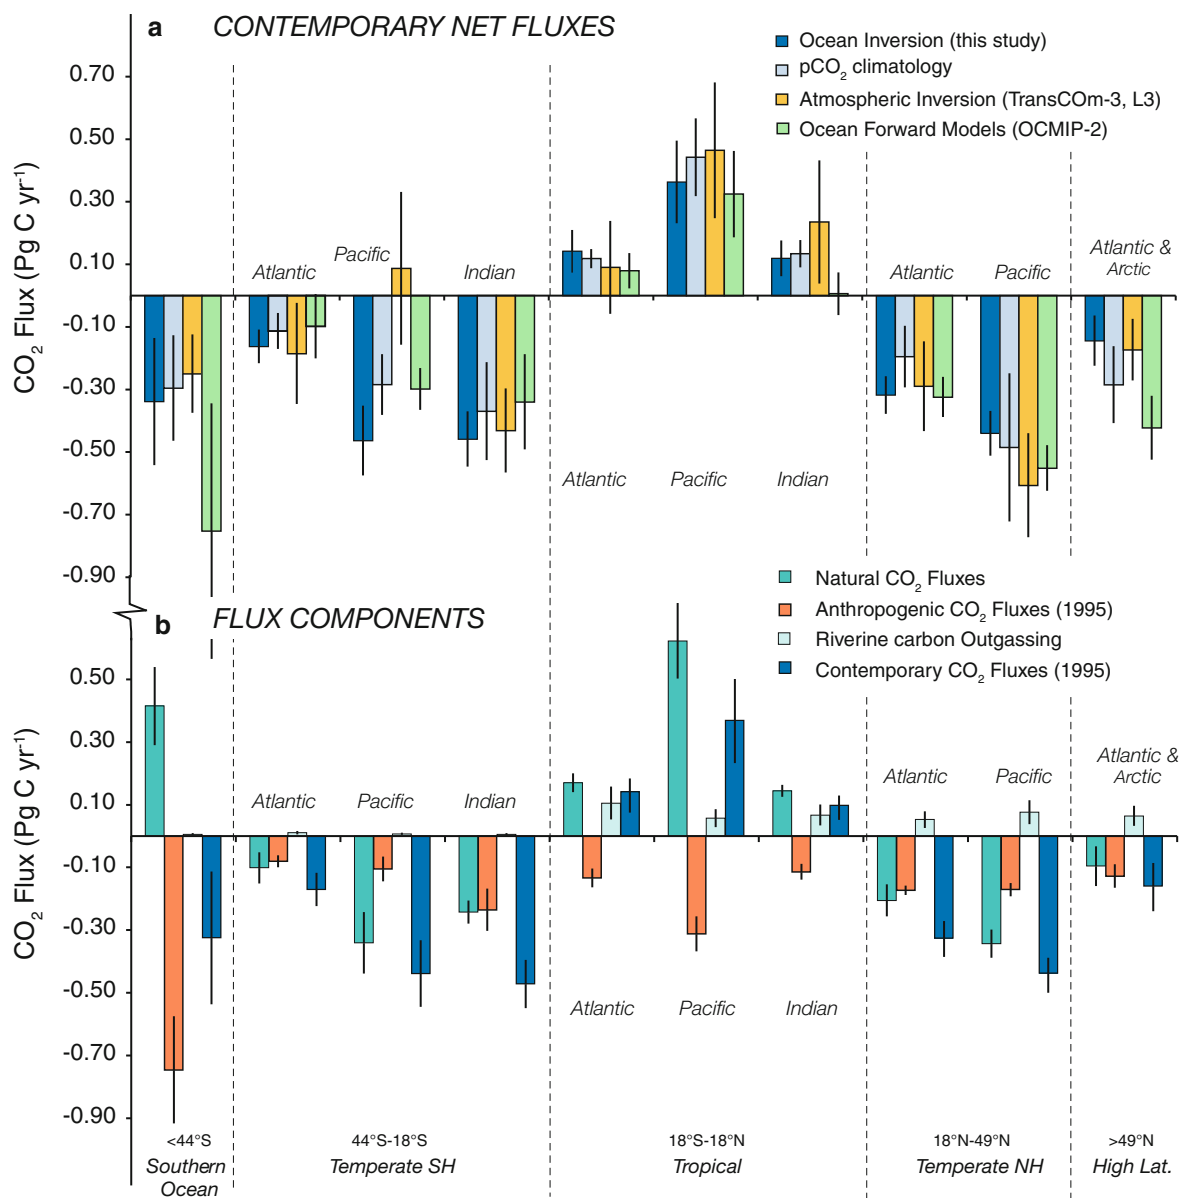 a CONTEMPORARY NET FLUXES
Ocean Inversion (this study)
pCO₂ climatology
Atmospheric Inversion (TransCOm-3, L3)
Ocean Forward Models (OCMIP-2)
CO₂ Flux (Pg C yr⁻¹)
0.70
0.50
0.30
0.10
-0.10
-0.30
-0.50
-0.70
-0.90
Atlantic
Pacific
Indian
Atlantic
Pacific
Indian
Atlantic
Pacific
Atlantic &
Arctic
b FLUX COMPONENTS
Natural CO₂ Fluxes
Anthropogenic CO₂ Fluxes (1995)
Riverine carbon Outgassing
Contemporary CO₂ Fluxes (1995)
CO₂ Flux (Pg C yr⁻¹)
0.50
0.30
0.10
-0.10
-0.30
-0.50
-0.70
-0.90
Atlantic
Pacific
Indian
Atlantic
Pacific
Indian
Atlantic
Pacific
Atlantic &
Arctic
<44°S
Southern
Ocean
44°S-18°S
Temperate SH
18°S-18°N
Tropical
18°N-49°N
Temperate NH
>49°N
High Lat.